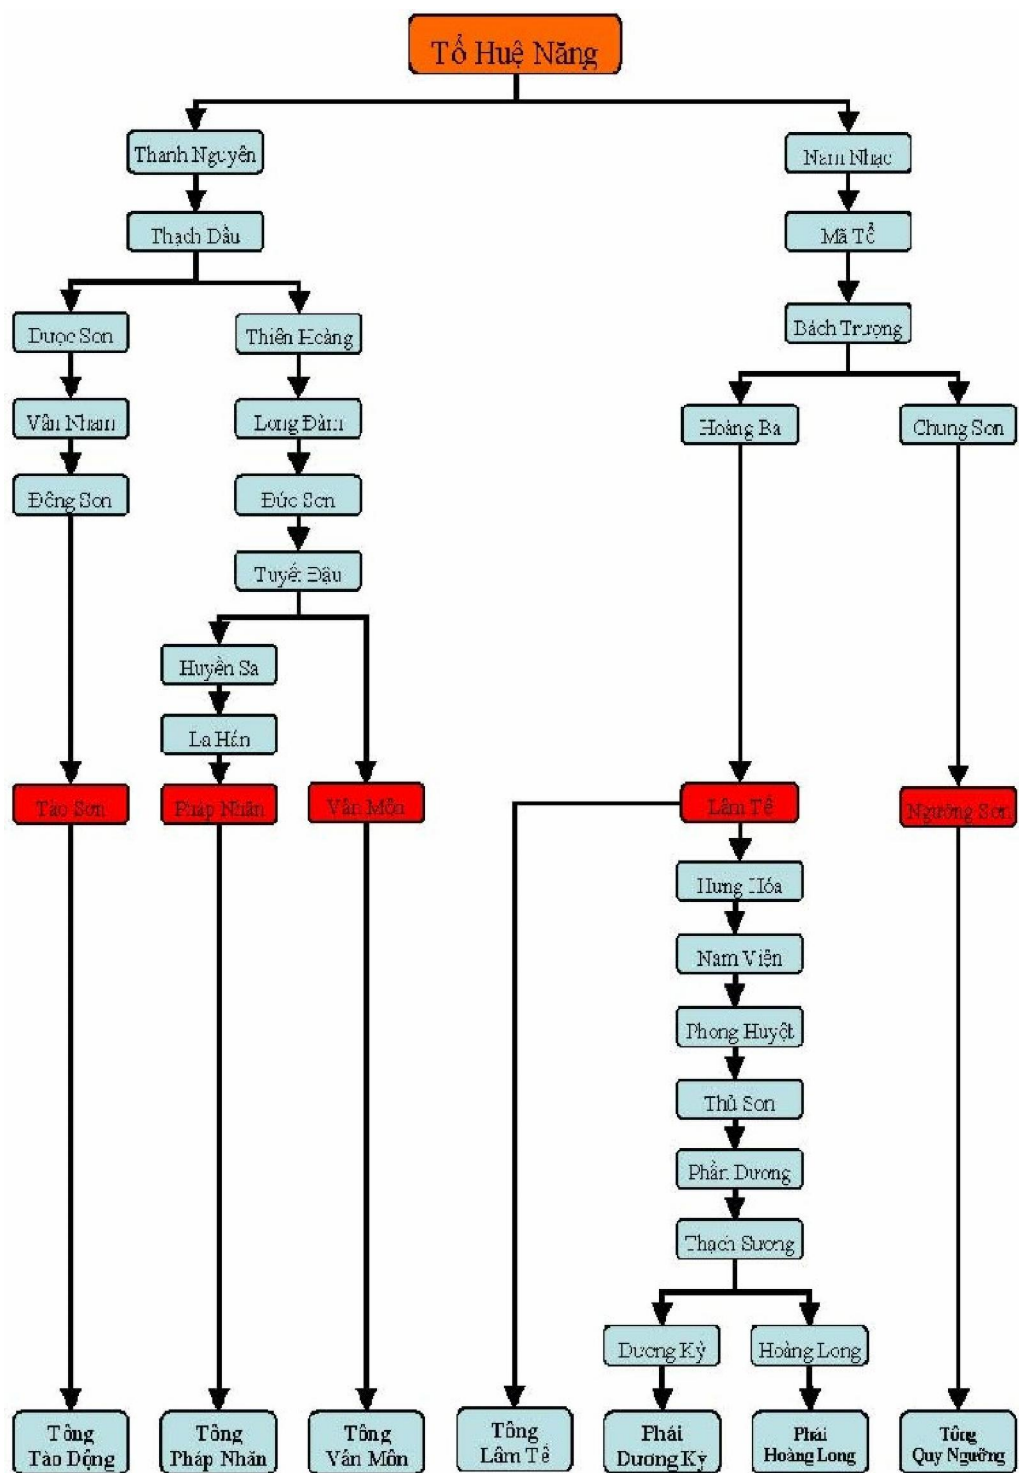 Tổ Huệ Năng
Thanh Nguyên
Nam Nhạc
Thạch Đầu
Mã Tổ
Dược Sơn
Thiên Hoàng
Bách Trượng
Vân Nham
Long Đàm
Hoàng Bá
Chung Sơn
Động Sơn
Đức Sơn
Tuyết Đậu
Huyền Sa
La Hán
Tào Sơn
Pháp Nhãn
Vân Môn
Lâm Tế
Ngưỡng Sơn
Hưng Hóa
Nam Viện
Phong Huyệt
Thủ Sơn
Phần Dương
Thạch Sương
Dương Kỳ
Hoàng Long
Tông
Tào Động
Tông
Pháp Nhãn
Tông
Vân Môn
Tông
Lâm Tế
Phái
Dương Kỳ
Phái
Hoàng Long
Tông
Quy Ngưỡng